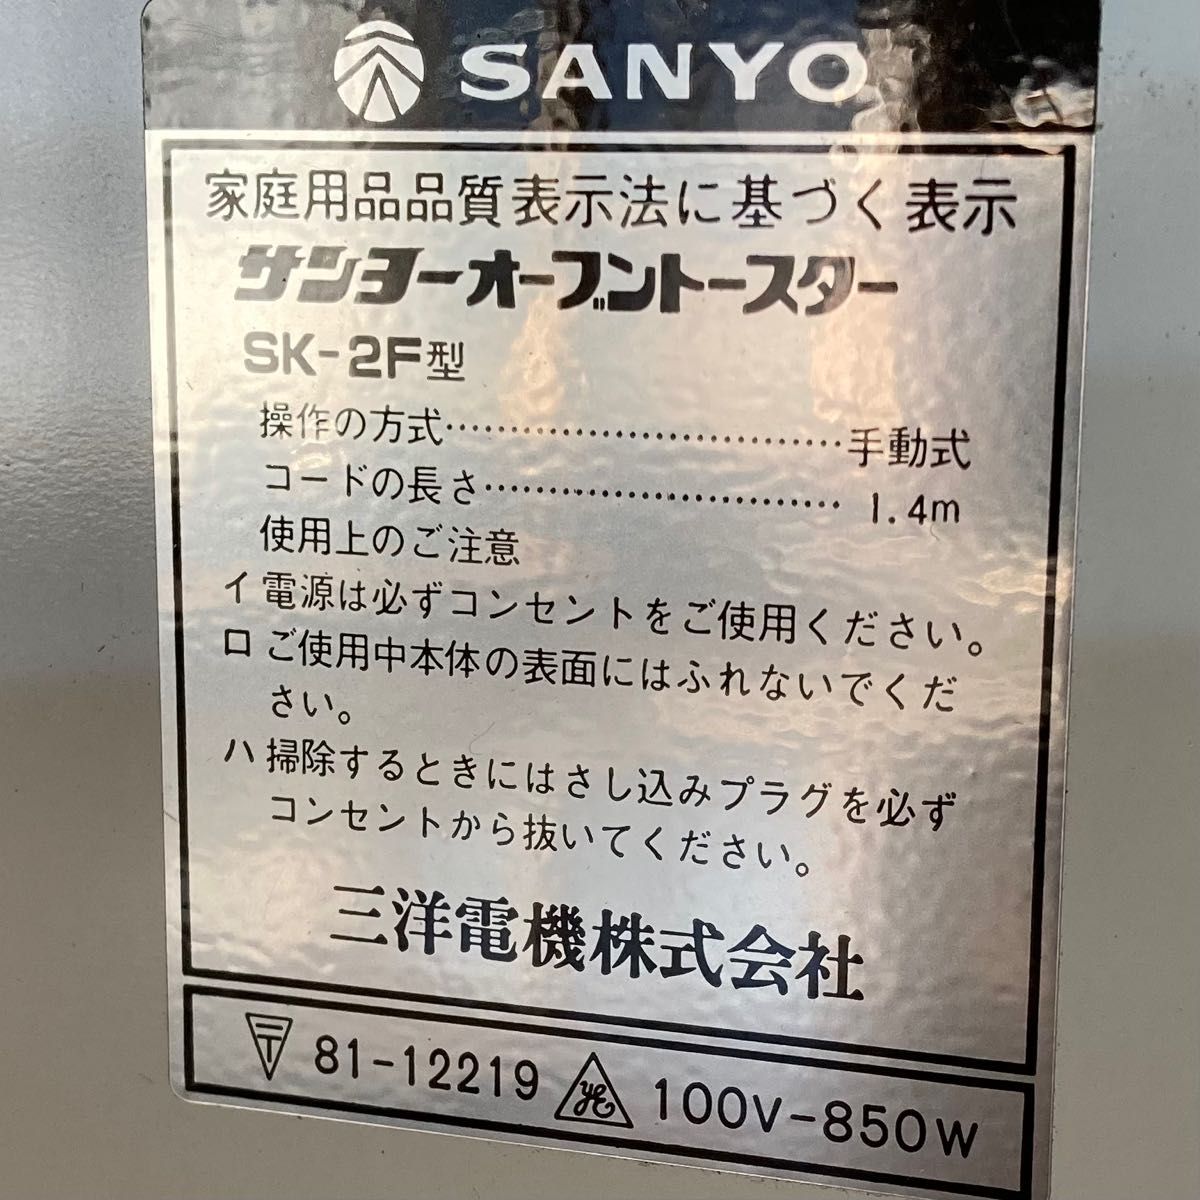 SANYO
家庭用品品質表示法に基づく表示
サンヨーオーブントースター
SK-2F型
操作の方式……………………………手動式
コードの長さ………………………… 1.4m
使用上のご注意
イ 電源は必ずコンセントをご使用ください。
ロ ご使用中本体の表面にはふれないでくだ
さい。
ハ 掃除するときにはさし込みプラグを必ず
コンセントから抜いてください。
三洋電機株式会社
〒 81-12219 100V-850W